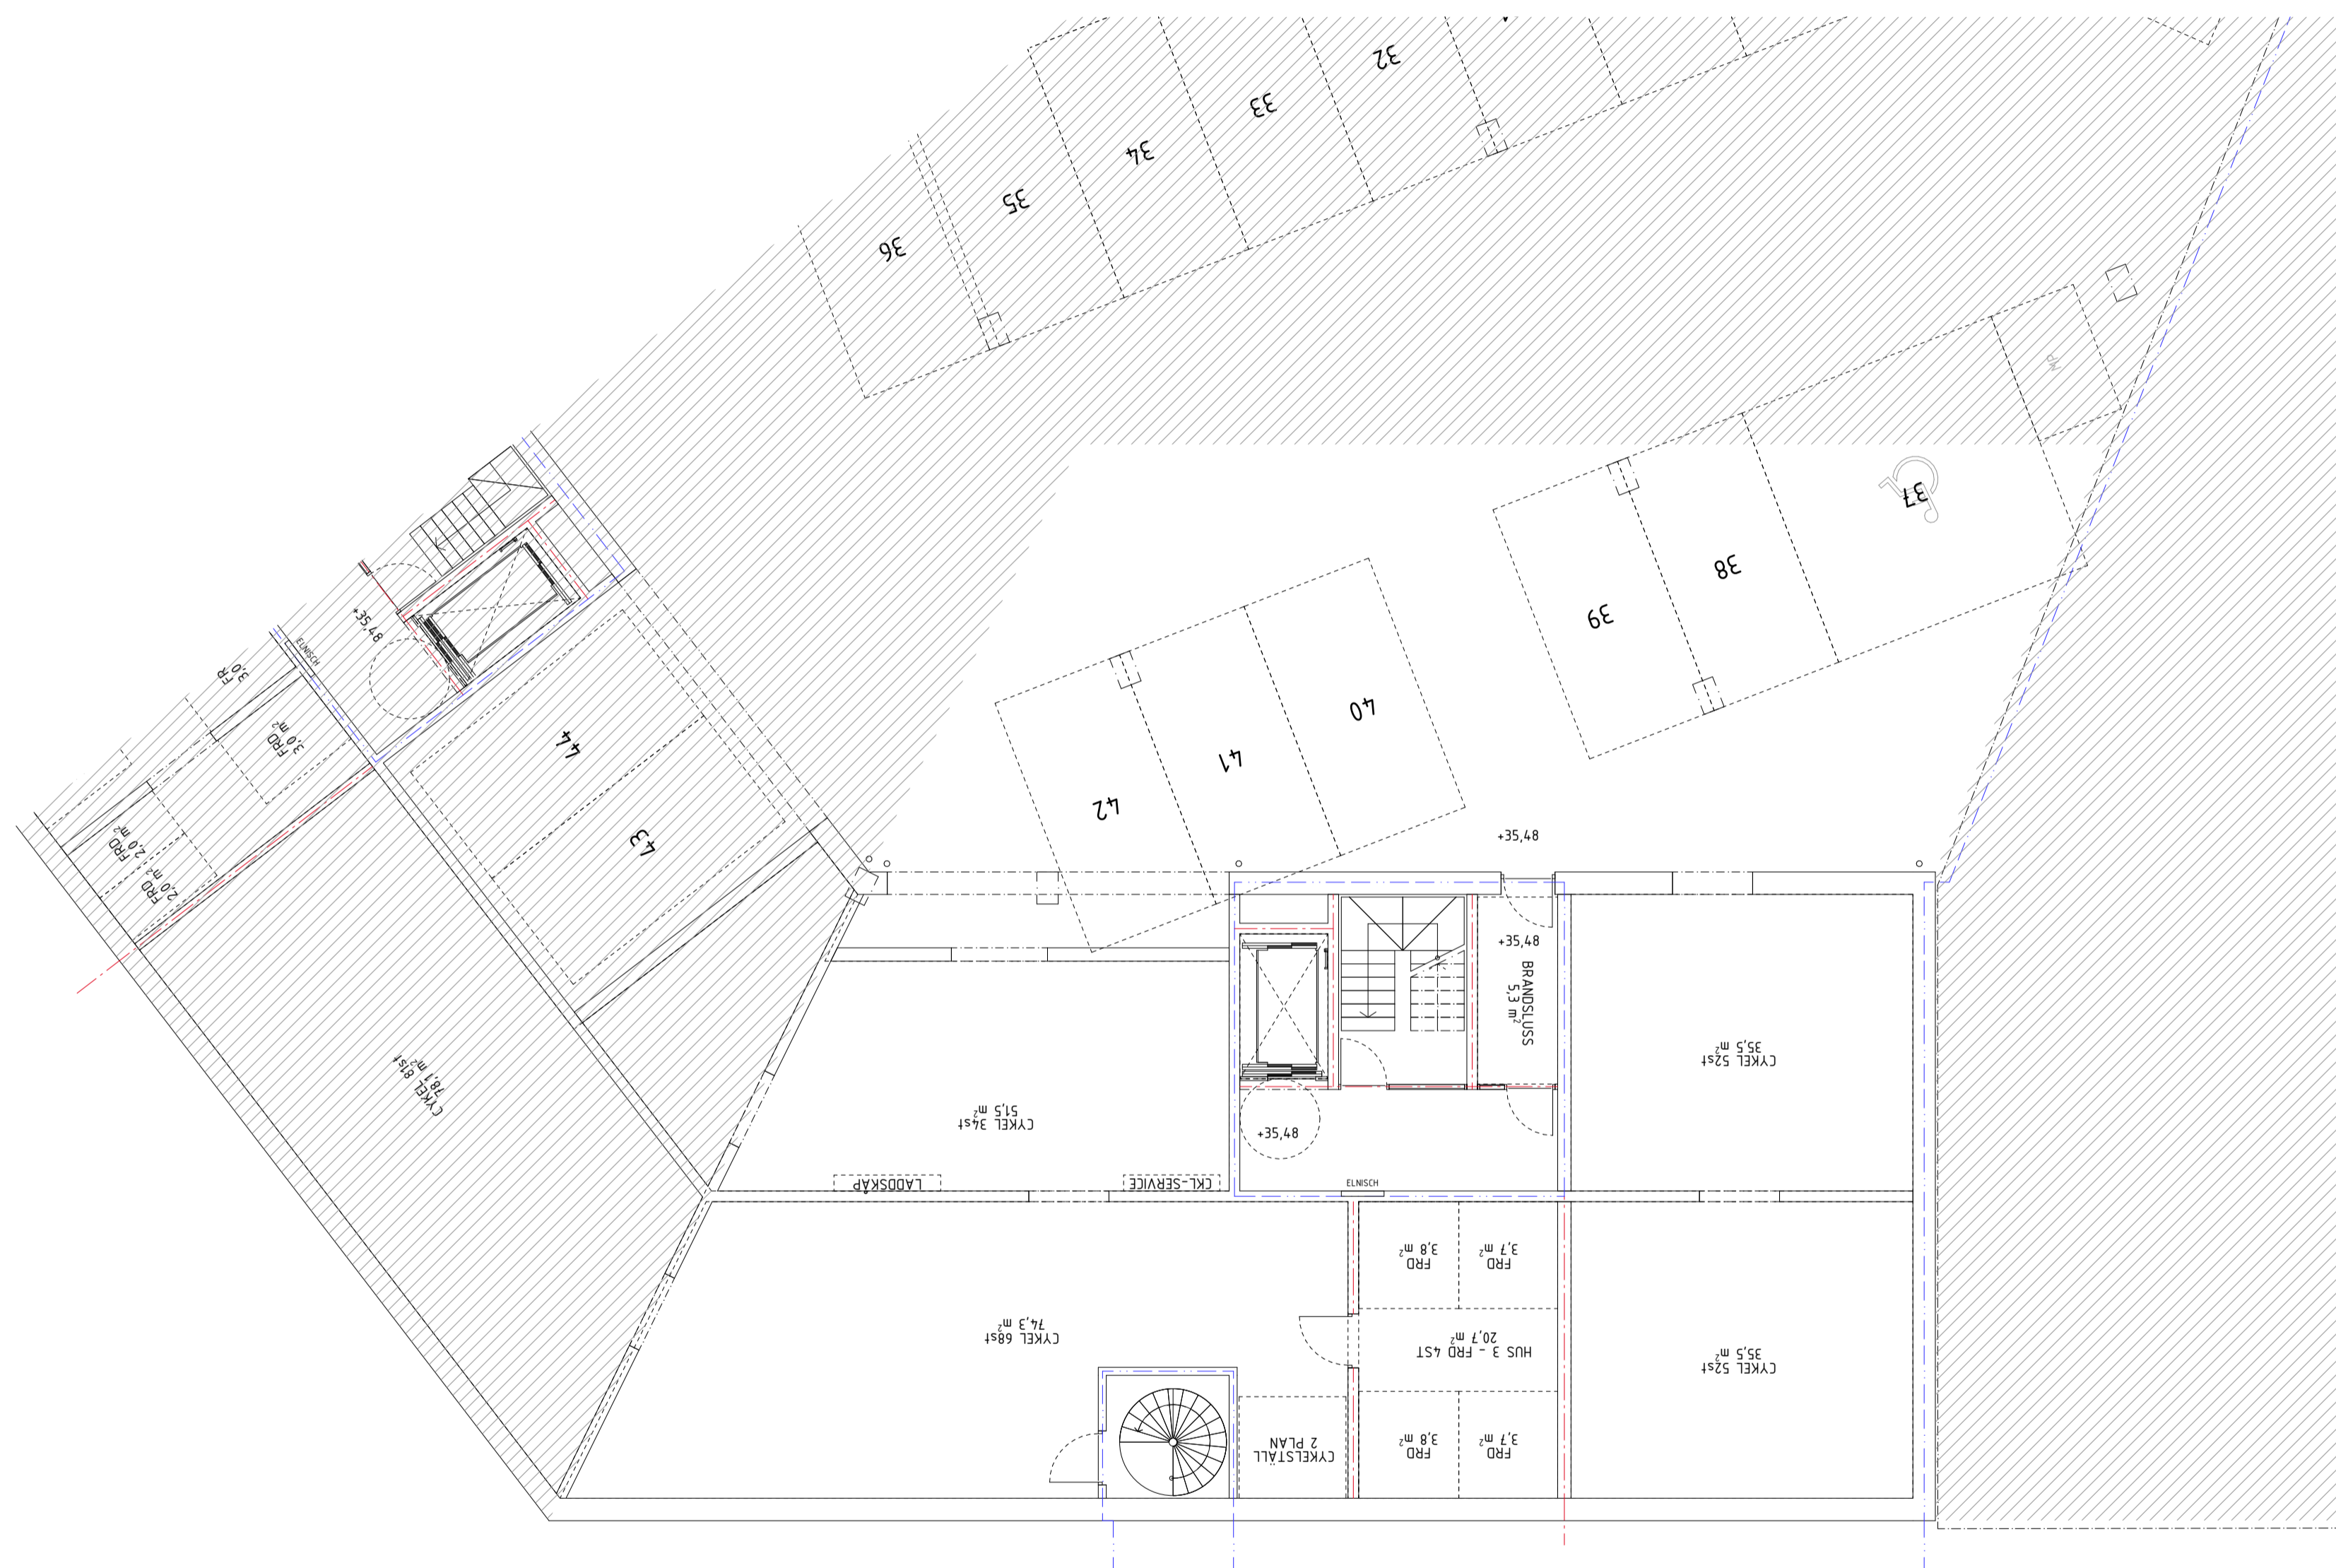 32
33
34
35
36
37
MP
38
39
40
41
42
43
44
+35,48
ELNISCH
FR
3,0
FRD
3,0 m²
FRD
2,0 m²
FRD
2,0 m²
CYKEL 81st
78,1 m²
+35,48
+35,48
BRANDSLUSS
5,3 m²
CYKEL 52st
35,5 m²
CYKEL 34st
51,5 m²
+35,48
LADDSKÅP
CKL-SERVICE
ELNISCH
FRD
3,8 m²
FRD
3,7 m²
CYKEL 68st
74,3 m²
HUS 3 - FRD 4ST
20,7 m²
CYKEL 52st
35,5 m²
CYKELSTÄLL
2 PLAN
FRD
3,8 m²
FRD
3,7 m²